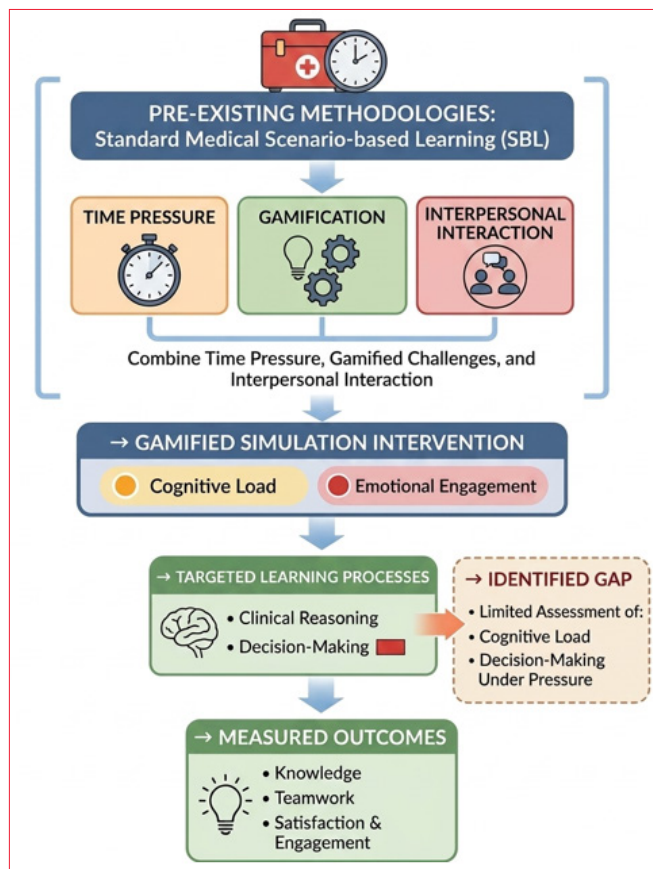 PRE-EXISTING METHODOLOGIES:
Standard Medical Scenario-based Learning (SBL)
TIME PRESSURE
GAMIFICATION
INTERPERSONAL
INTERACTION
Combine Time Pressure, Gamified Challenges, and
Interpersonal Interaction
→ GAMIFIED SIMULATION INTERVENTION
Cognitive Load
Emotional Engagement
→ TARGETED LEARNING PROCESSES
• Clinical Reasoning
• Decision-Making
→ IDENTIFIED GAP
• Limited Assessment of:
• Cognitive Load
• Decision-Making
Under Pressure
→ MEASURED OUTCOMES
• Knowledge
• Teamwork
• Satisfaction &
Engagement